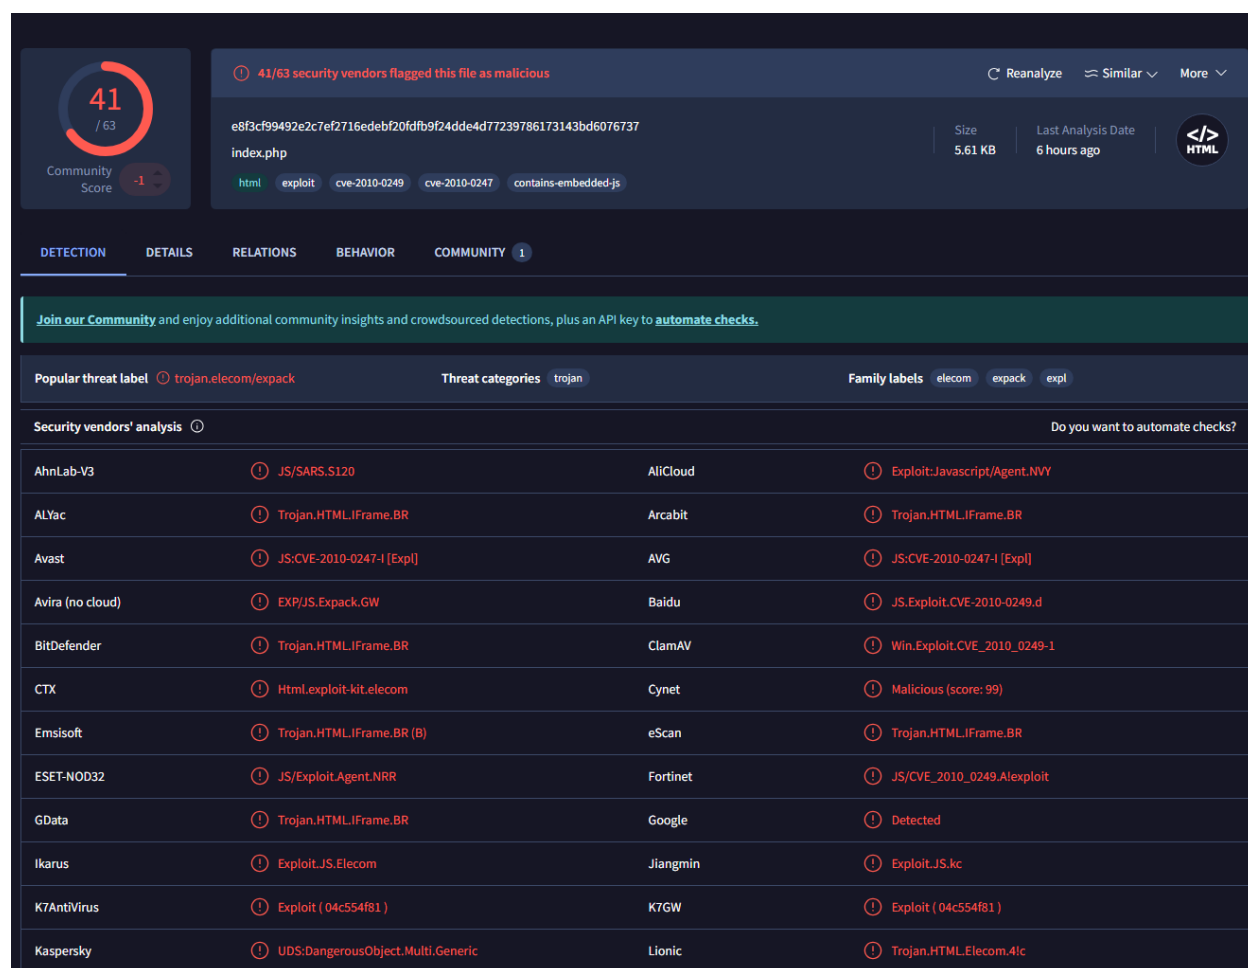 41
/ 63
Community
Score
-1
41/63 security vendors flagged this file as malicious
Reanalyze
Similar
More
e8f3cf99492e2c7ef2716edebf20fdfb9f24dde4d77239786173143bd6076737
index.php
html exploit cve-2010-0249 cve-2010-0247 contains-embedded-js
Size
5.61 KB
Last Analysis Date
6 hours ago
</>
HTML
DETECTION DETAILS RELATIONS BEHAVIOR COMMUNITY 1
Join our Community and enjoy additional community insights and crowdsourced detections, plus an API key to automate checks.
Popular threat label trojan.elecom/expack Threat categories trojan Family labels elecom expack expl
Security vendors' analysis Do you want to automate checks?
AhnLab-V3 JS/SARS.S120 AliCloud Exploit:Javascript/Agent.NVY
ALYac Trojan.HTML.IFrame.BR Arcabit Trojan.HTML.IFrame.BR
Avast JS:CVE-2010-0247-I [Expl] AVG JS:CVE-2010-0247-I [Expl]
Avira (no cloud) EXP/JS.Expack.GW Baidu JS.Exploit.CVE-2010-0249.d
BitDefender Trojan.HTML.IFrame.BR ClamAV Win.Exploit.CVE_2010_0249-1
CTX Html.exploit-kit.elecom Cynet Malicious (score: 99)
Emsisoft Trojan.HTML.IFrame.BR (B) eScan Trojan.HTML.IFrame.BR
ESET-NOD32 JS/Exploit.Agent.NRR Fortinet JS/CVE_2010_0249.A!exploit
GData Trojan.HTML.IFrame.BR Google Detected
Ikarus Exploit.JS.Elecom Jiangmin Exploit.JS.kc
K7AntiVirus Exploit ( 04c554f81 ) K7GW Exploit ( 04c554f81 )
Kaspersky UDS:DangerousObject.Multi.Generic Lionic Trojan.HTML.Elecom.4!c